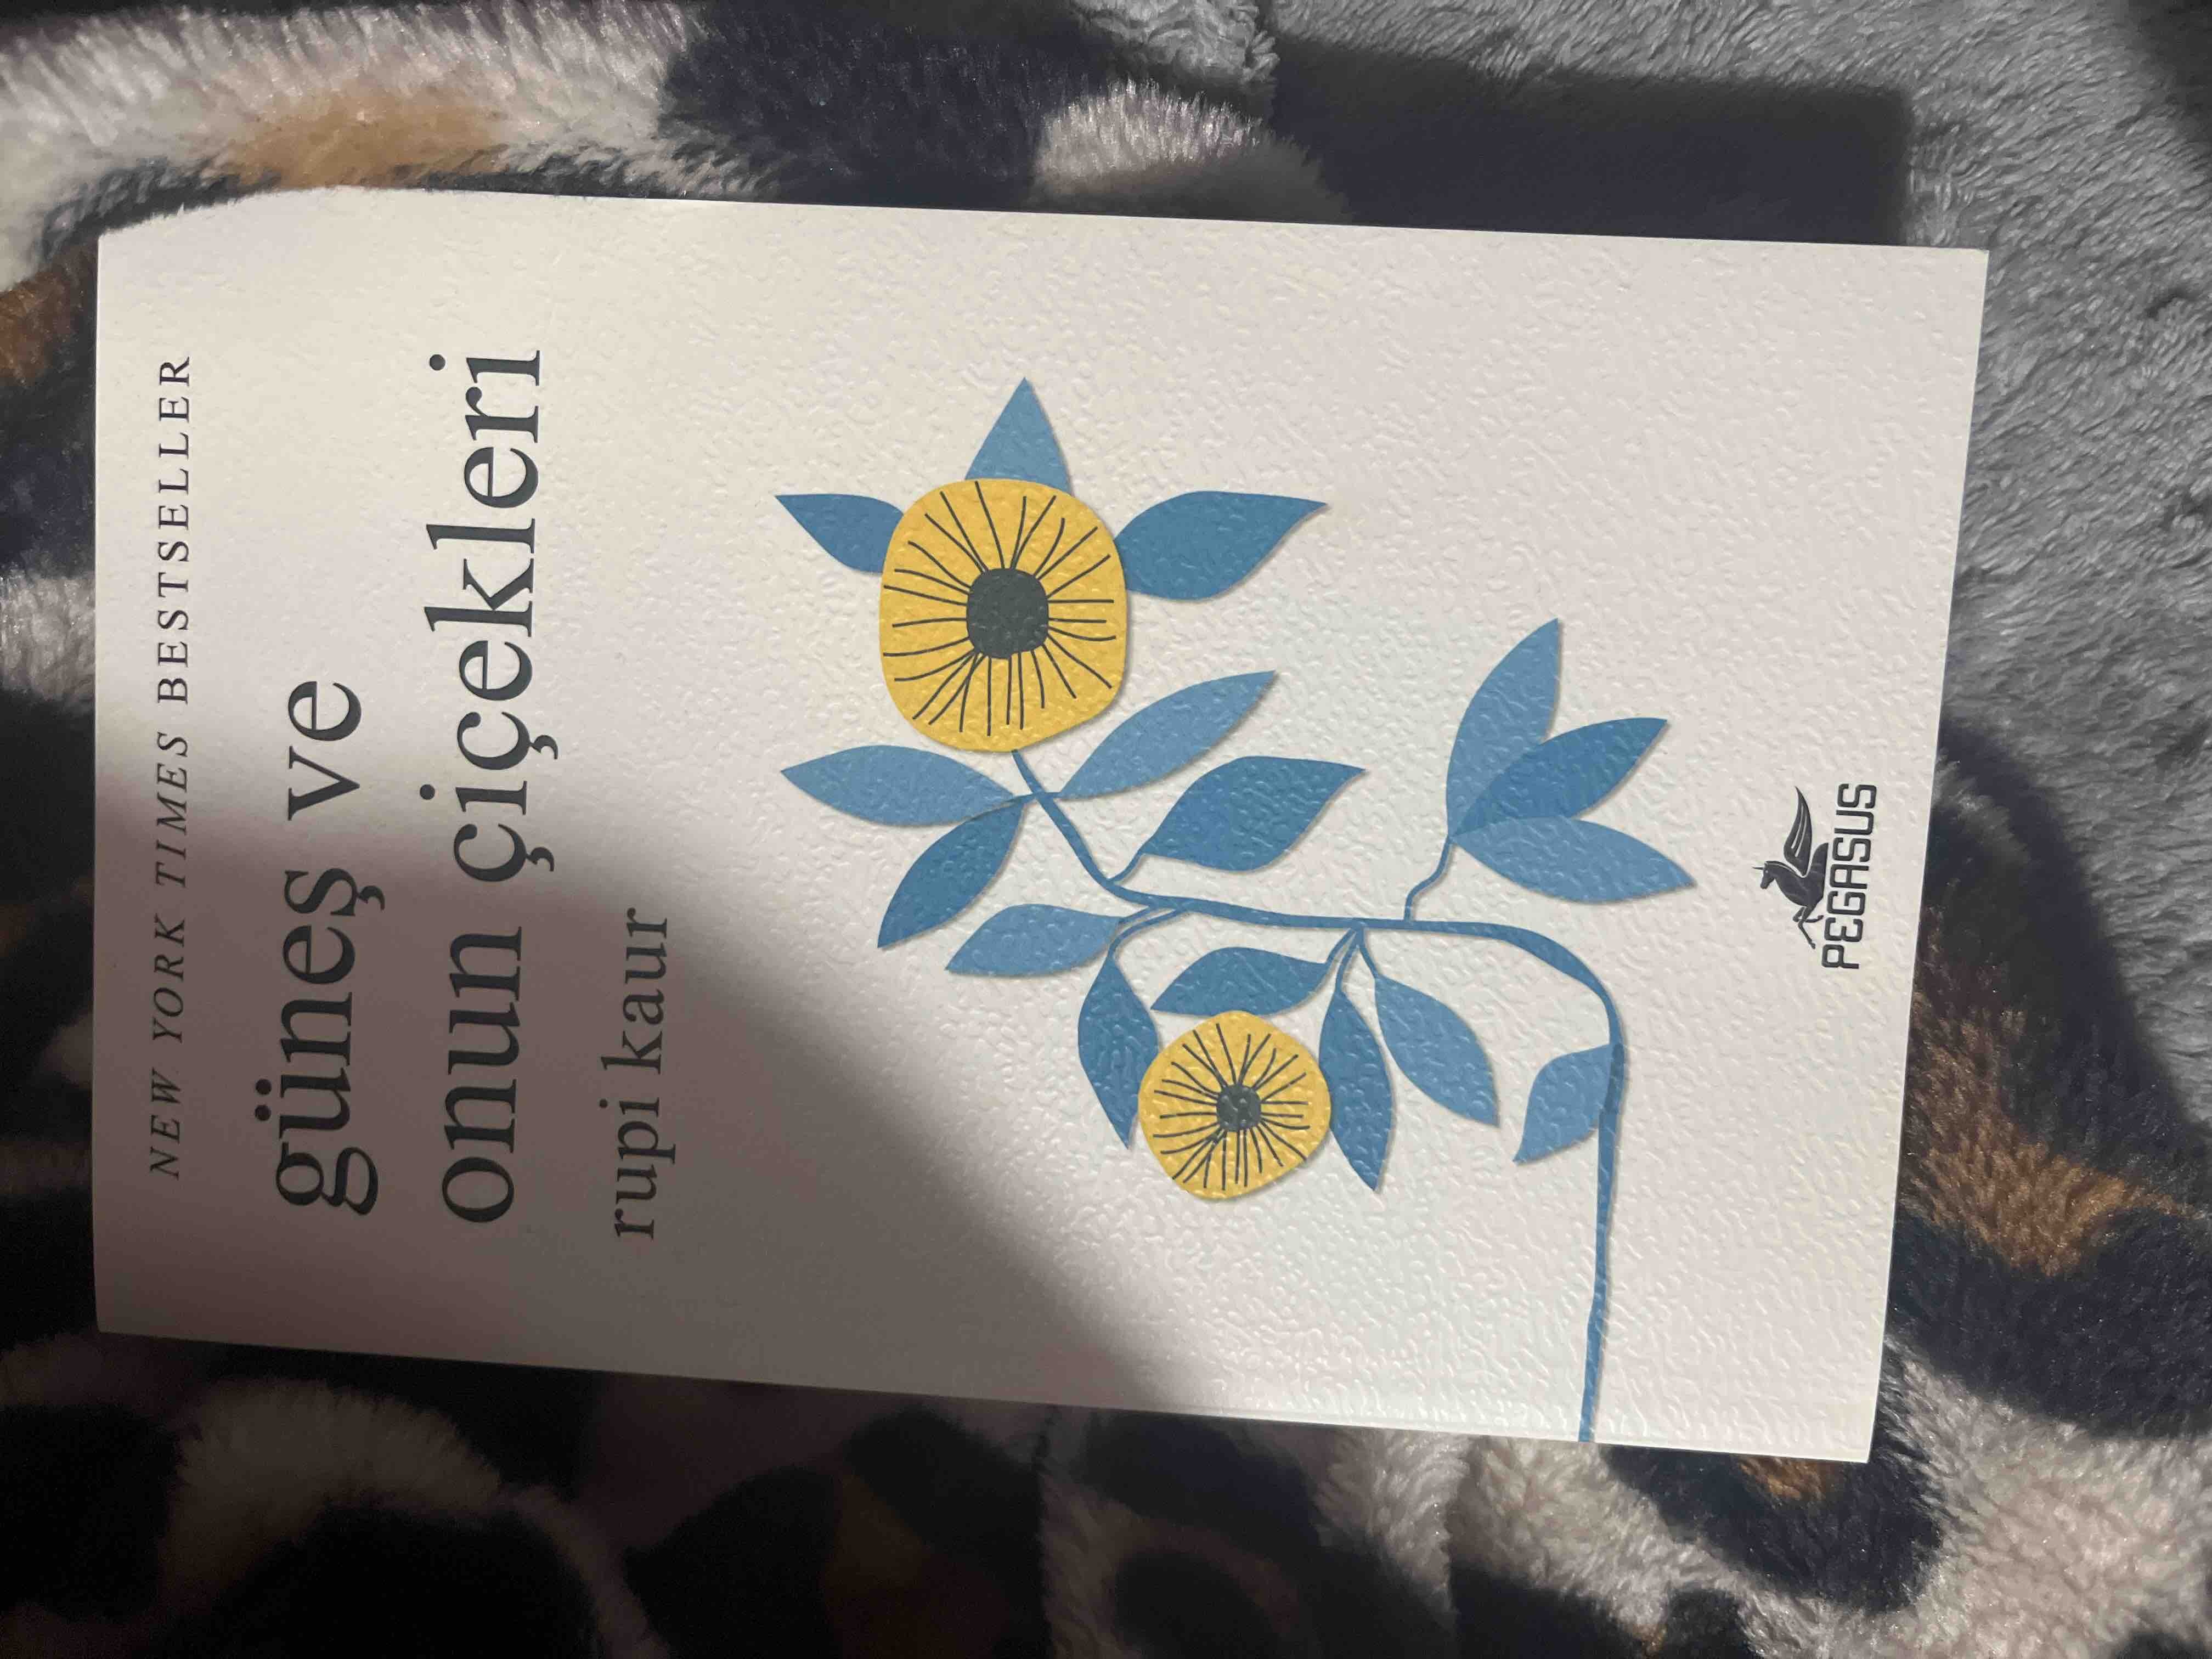 NEW YORK TIMES BESTSELLER
güneş ve
onun çiçekleri
rupi kaur
PEGASUS